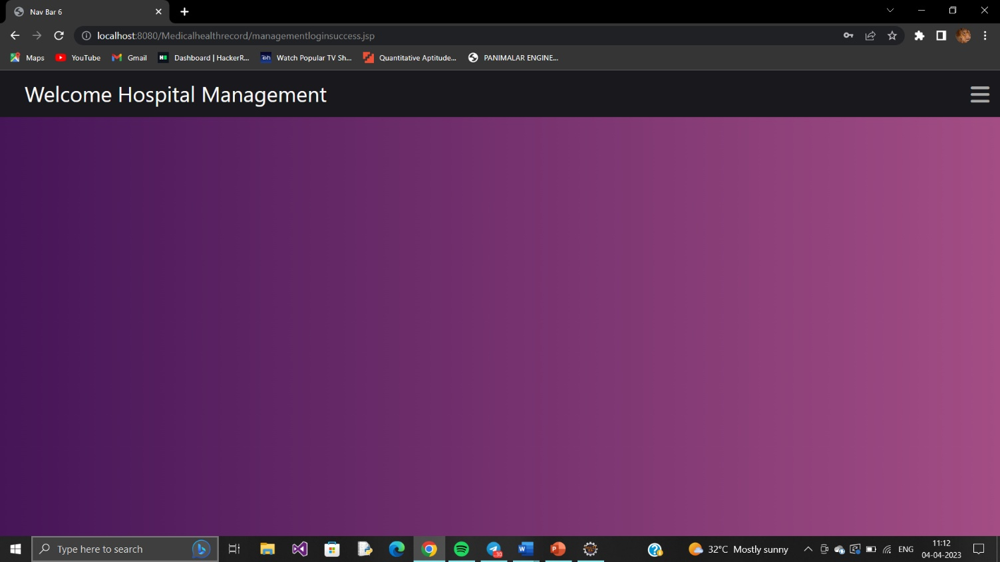 Nav Bar 6
localhost:8080/Medicalhealthrecord/managementloginsuccess.jsp
Maps YouTube Gmail Dashboard | HackerR... Watch Popular TV Sh... Quantitative Aptitude... PANIMALAR ENGINE...
Welcome Hospital Management
Type here to search 30 32°C Mostly sunny ENG 11:12
04-04-2023